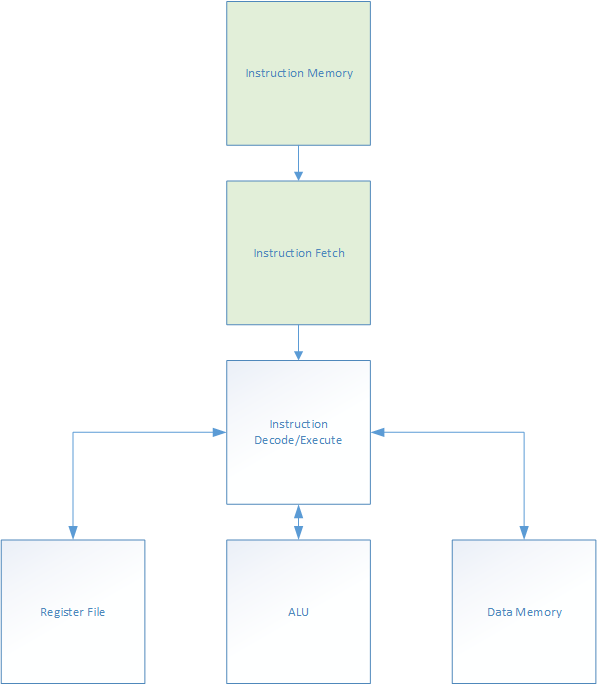 Instruction Memory
Instruction Fetch
Instruction
Decode/Execute
Register File
ALU
Data Memory